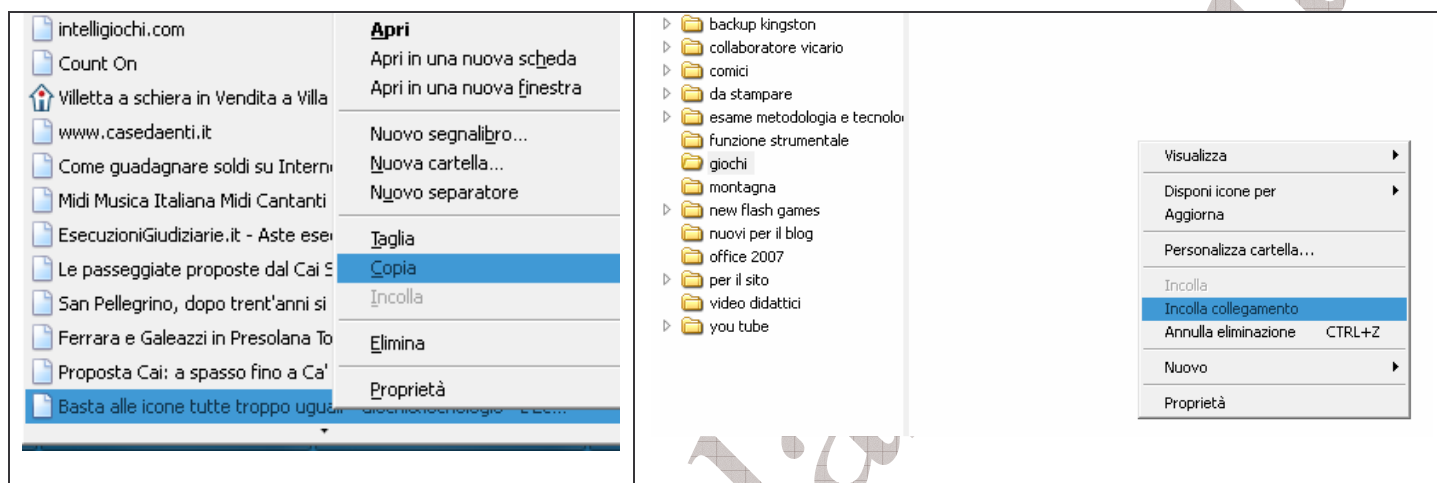 intelligiochi.com
Count On
Villetta a schiera in Vendita a Villa
www.casedaenti.it
Come guadagnare soldi su Intern
Midi Musica Italiana Midi Cantanti
EsecuzioniGiudiziarie.it - Aste ese
Le passeggiate proposte dal Cai S
San Pellegrino, dopo trent'anni si
Ferrara e Galeazzi in Presolana To
Proposta Cai: a spasso fino a Ca'
Basta alle icone tutte troppo ugua
Apri
Apri in una nuova scheda
Apri in una nuova finestra
Nuovo segnalibro...
Nuova cartella...
Nuovo separatore
Taglia
Copia
Incolla
Elimina
Proprietà
backup kingston
collaboratore vicario
comici
da stampare
esame metodologia e tecnolo
funzione strumentale
giochi
montagna
new flash games
nuovi per il blog
office 2007
per il sito
video didattici
you tube
Visualizza
Disponi icone per
Aggiorna
Personalizza cartella...
Incolla
Incolla collegamento
Annulla eliminazione CTRL+Z
Nuovo
Proprietà